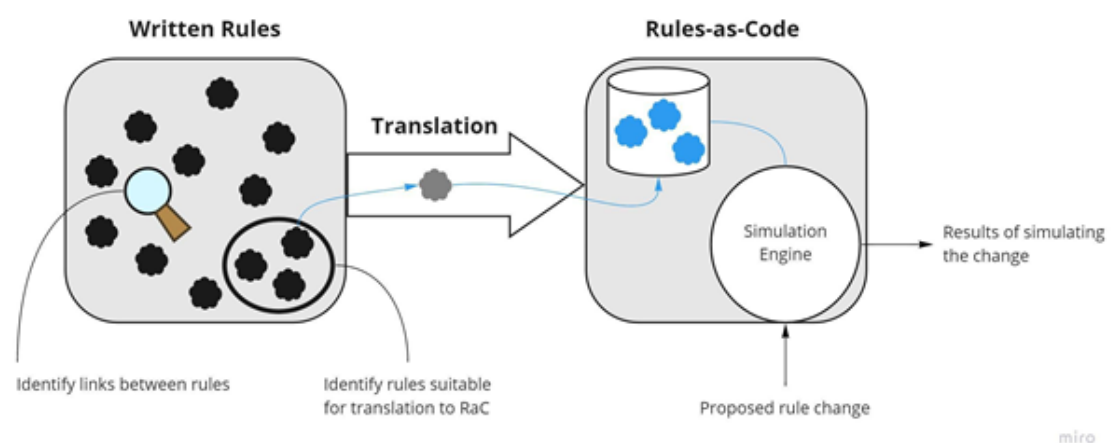 Written Rules
Rules-as-Code
Translation
Simulation
Engine
Results of simulating
the change
Identify links between rules
Identify rules suitable
for translation to RaC
Proposed rule change
miro